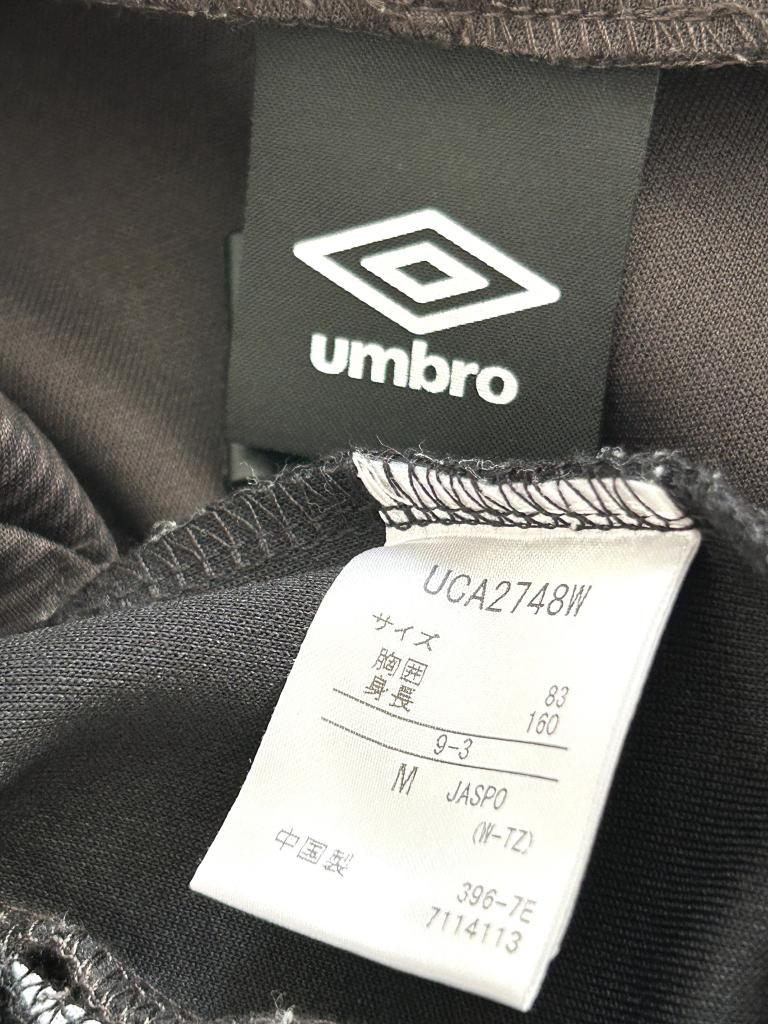 umbro
UCA2748W
サイズ
胸囲 83
身長 160
9-3
M JASPO
(W-TZ)
中国製
396-7E
7114113